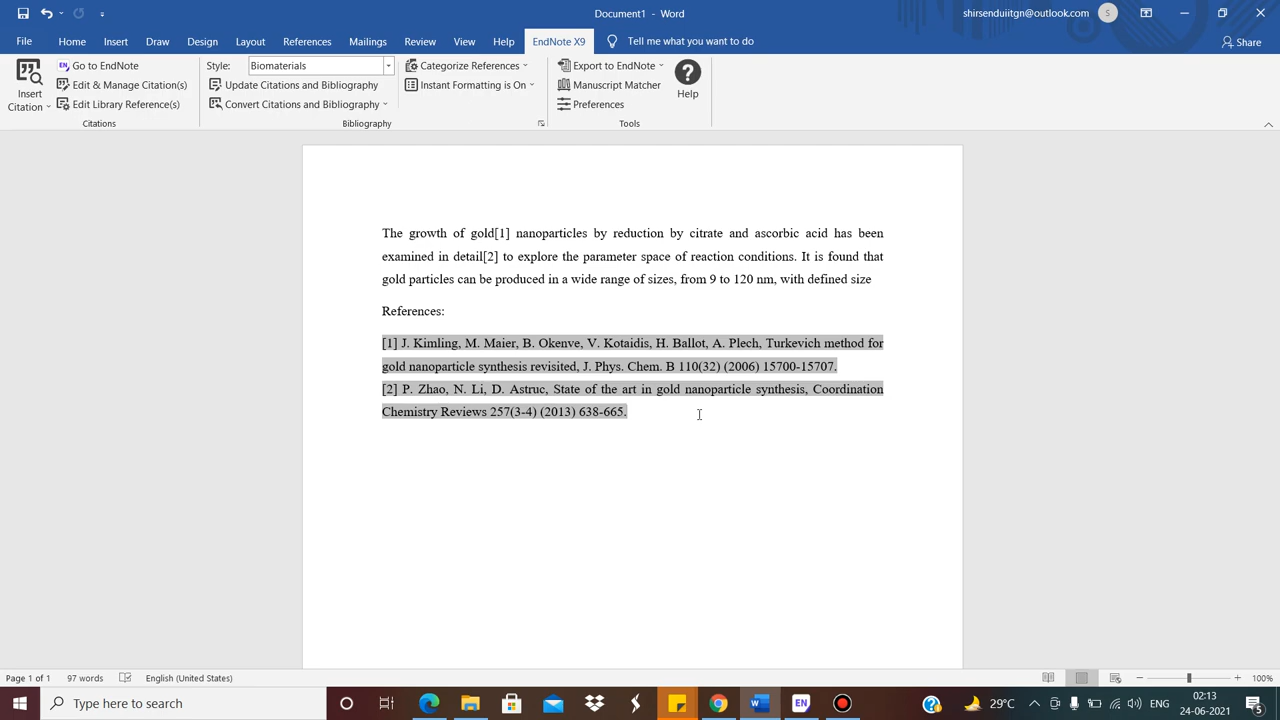 Document1 - Word
shirsenduiitgn@outlook.com
S
File Home Insert Draw Design Layout References Mailings Review View Help EndNote X9 Tell me what you want to do Share
Insert
Citation
EN Go to EndNote
Edit & Manage Citation(s)
Edit Library Reference(s)
Citations
Style: Biomaterials
Update Citations and Bibliography
Convert Citations and Bibliography
Categorize References
Instant Formatting is On
Bibliography
Export to EndNote
Manuscript Matcher
Preferences
Tools
?
Help
The growth of gold[1] nanoparticles by reduction by citrate and ascorbic acid has been
examined in detail[2] to explore the parameter space of reaction conditions. It is found that
gold particles can be produced in a wide range of sizes, from 9 to 120 nm, with defined size
References:
[1] J. Kimling, M. Maier, B. Okenve, V. Kotaidis, H. Ballot, A. Plech, Turkevich method for
gold nanoparticle synthesis revisited, J. Phys. Chem. B 110(32) (2006) 15700-15707.
[2] P. Zhao, N. Li, D. Astruc, State of the art in gold nanoparticle synthesis, Coordination
Chemistry Reviews 257(3-4) (2013) 638-665.
Page 1 of 1 97 words English (United States) 100%
Type here to search
W
EN
?
29°C
ENG
02:13
24-06-2021
5